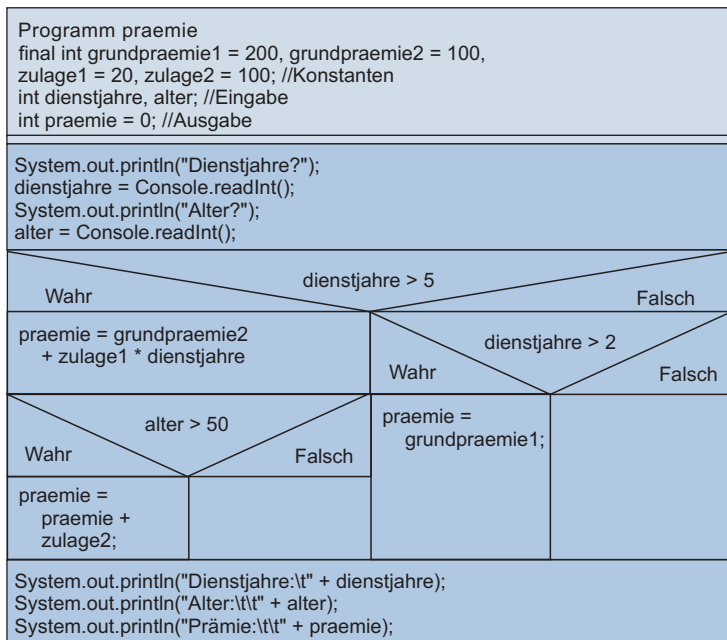 Programm praemie
final int grundpraemie1 = 200, grundpraemie2 = 100,
zulage1 = 20, zulage2 = 100; //Konstanten
int dienstjahre, alter; //Eingabe
int praemie = 0; //Ausgabe
System.out.println("Dienstjahre?");
dienstjahre = Console.readInt();
System.out.println("Alter?");
alter = Console.readInt();
dienstjahre > 5
Wahr
Falsch
praemie = grundpraemie2
+ zulage1 * dienstjahre
dienstjahre > 2
Wahr
Falsch
alter > 50
Wahr
Falsch
praemie =
grundpraemie1;
praemie =
praemie +
zulage2;
System.out.println("Dienstjahre:\t" + dienstjahre);
System.out.println("Alter:\t\t" + alter);
System.out.println("Prämie:\t\t" + praemie);